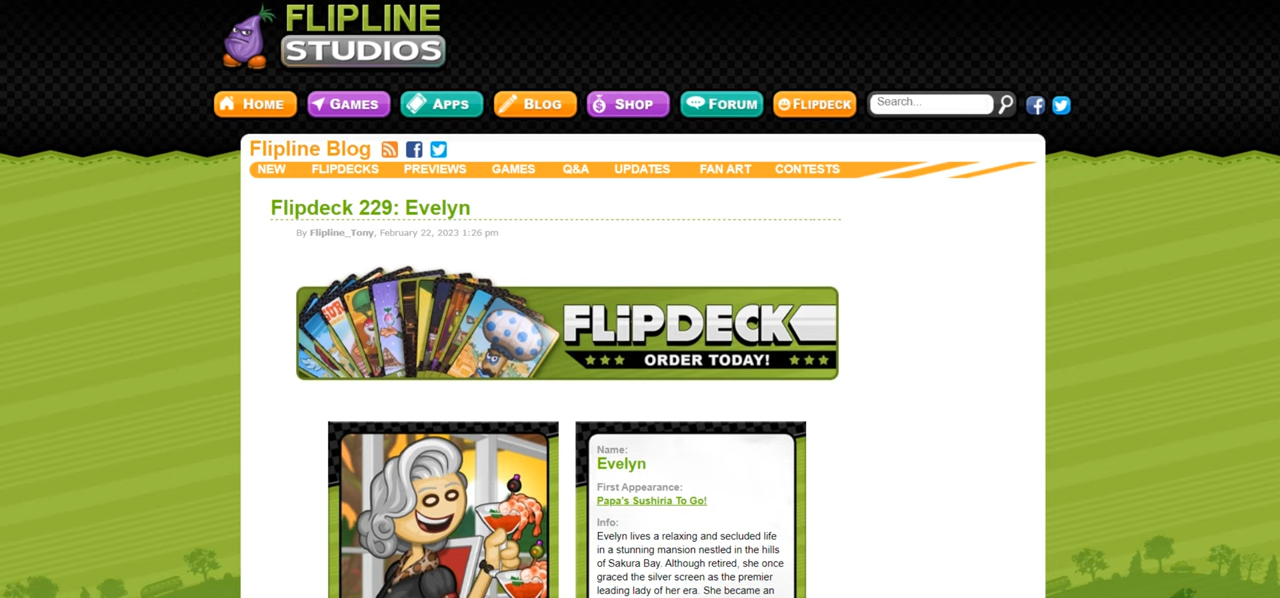 FLIPLINE
STUDIOS
HOME GAMES APPS BLOG SHOP FORUM FLIPDECK Search...
Flipline Blog
NEW FLIPDECKS PREVIEWS GAMES Q&A UPDATES FAN ART CONTESTS
Flipdeck 229: Evelyn
By Flipline_Tony, February 22, 2023 1:26 pm
FLiPDECK
ORDER TODAY!
Name:
Evelyn
First Appearance:
Papa's Sushiria To Go!
Info:
Evelyn lives a relaxing and secluded life
in a stunning mansion nestled in the hills
of Sakura Bay. Although retired, she once
graced the silver screen as the premier
leading lady of her era. She became an